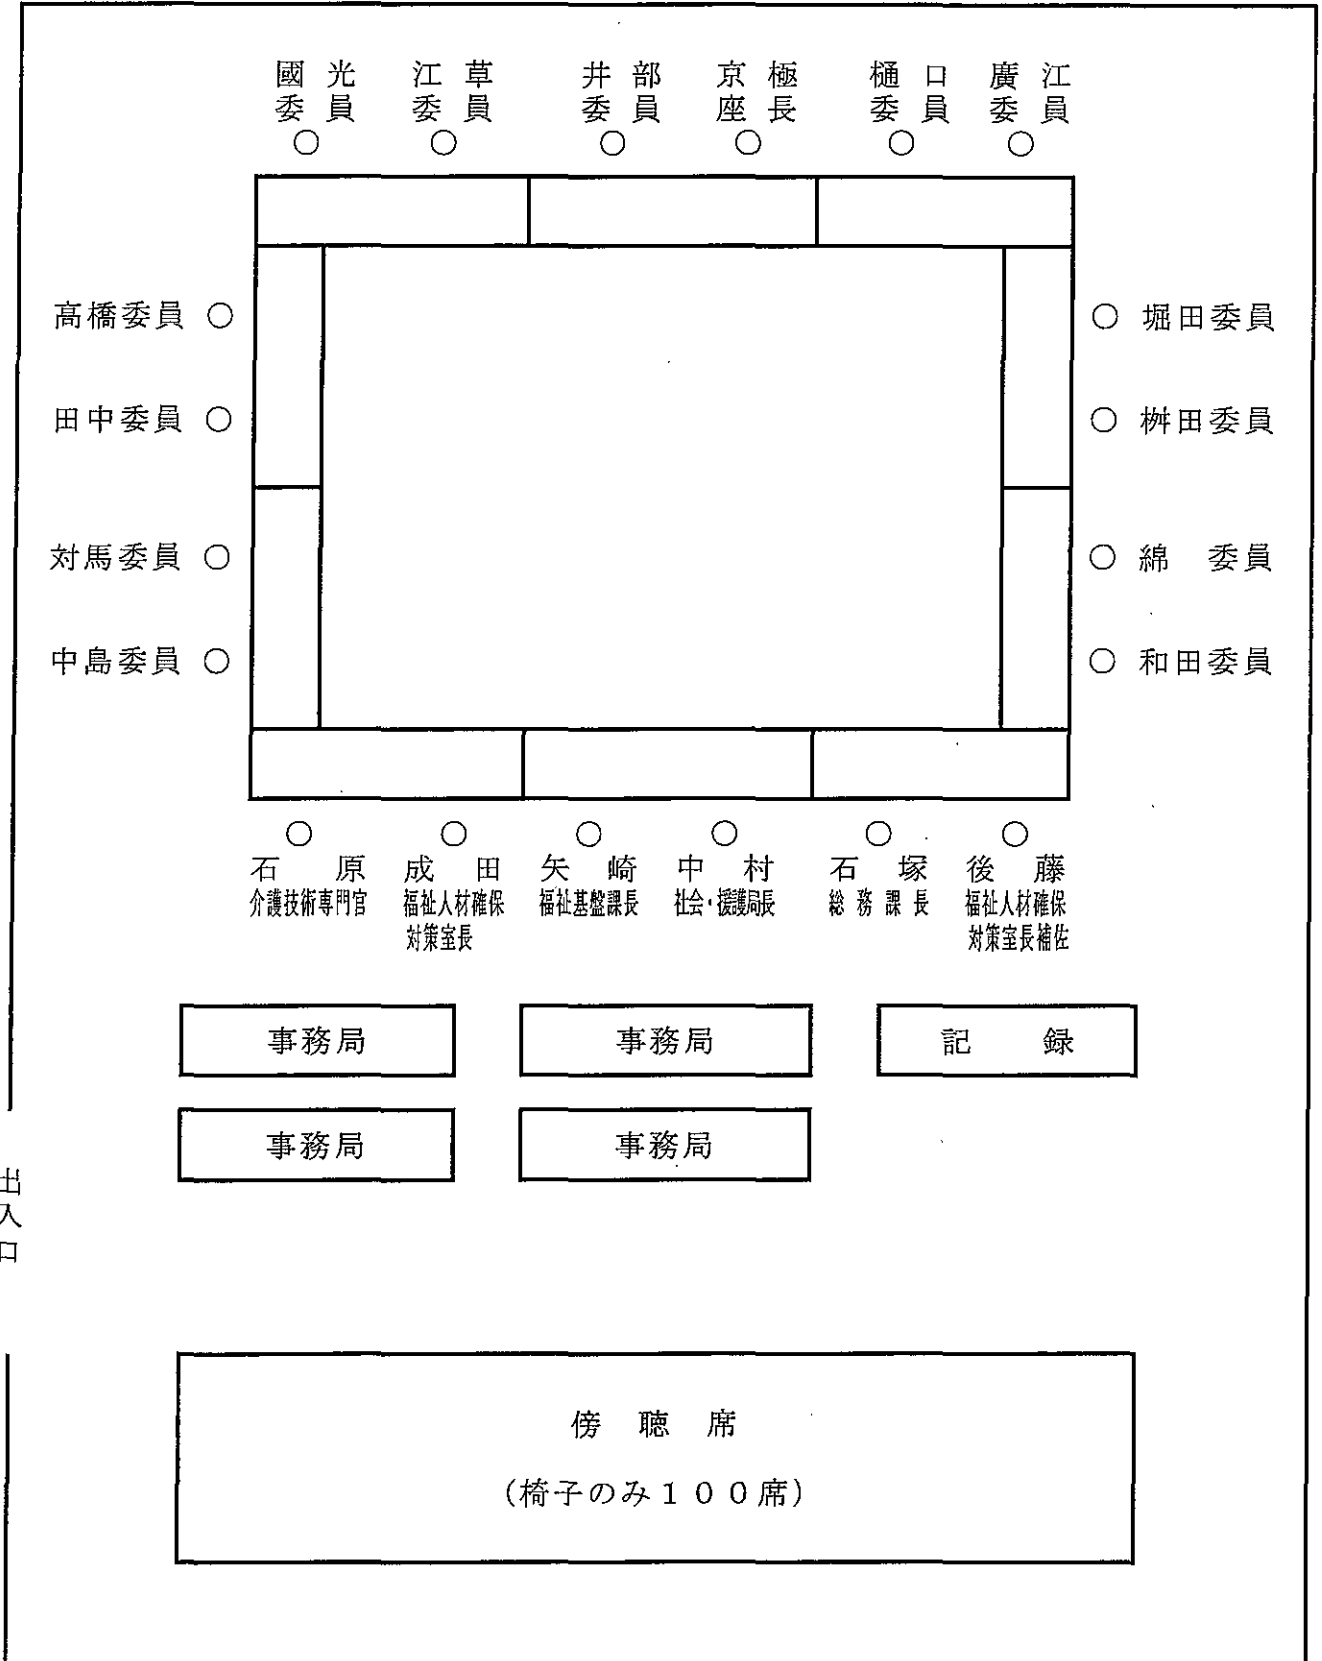 國光 江草 井部 京極 樋口 廣江
委員 委員 委員 座長 委員 委員
高橋委員 堀田委員
田中委員 桝田委員
対馬委員 綿 委員
中島委員 和田委員
石原 成田 矢崎 中村 石塚 後藤
介護技術専門官 福祉人材確保 福祉基盤課長 社会・援護局長 総務課長 福祉人材確保
対策室長 対策室長補佐
事務局 事務局 記録
事務局 事務局
出入口
傍聴席
(椅子のみ100席)